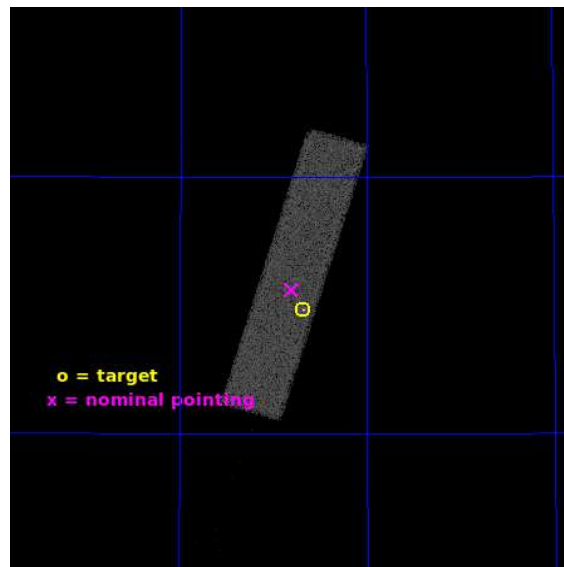 o = target
x = nominal pointing